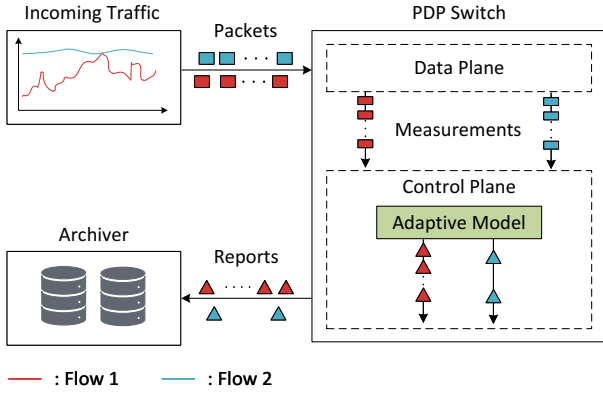 Incoming Traffic
Packets
PDP Switch
Data Plane
Measurements
Control Plane
Adaptive Model
Archiver
Reports
: Flow 1
: Flow 2